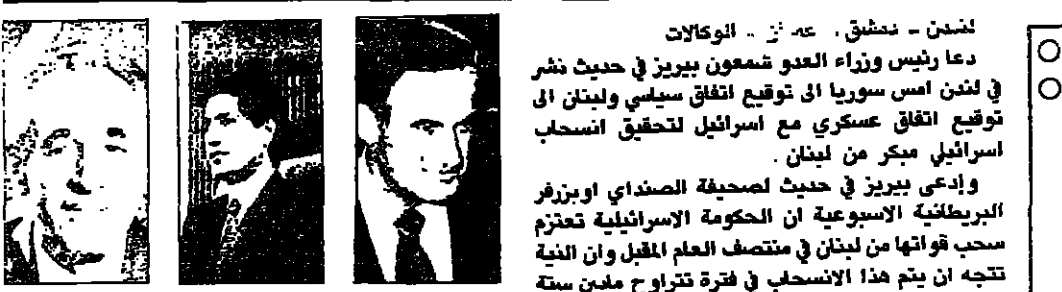 لندن - دمشق . عمان .. الوكالات
دعا رئيس وزراء العدو شمعون بيريز في حديث نشر
في لندن امس سوريا الى توقيع اتفاق سياسي ولبنان الى
توقيع اتفاق عسكري مع اسرائيل لتحقيق انسحاب
اسرائيلي مبكر من لبنان .
وإدعى بيريز في حديث لصحيفة الصنداي اوبزرفر
البريطانية الاسبوعية ان الحكومة الاسرائيلية تعتزم
سحب قواتها من لبنان في منتصف العام المقبل وان النية
تتجه ان يتم هذا الانسحاب في فترة تتراوح مابين ستة